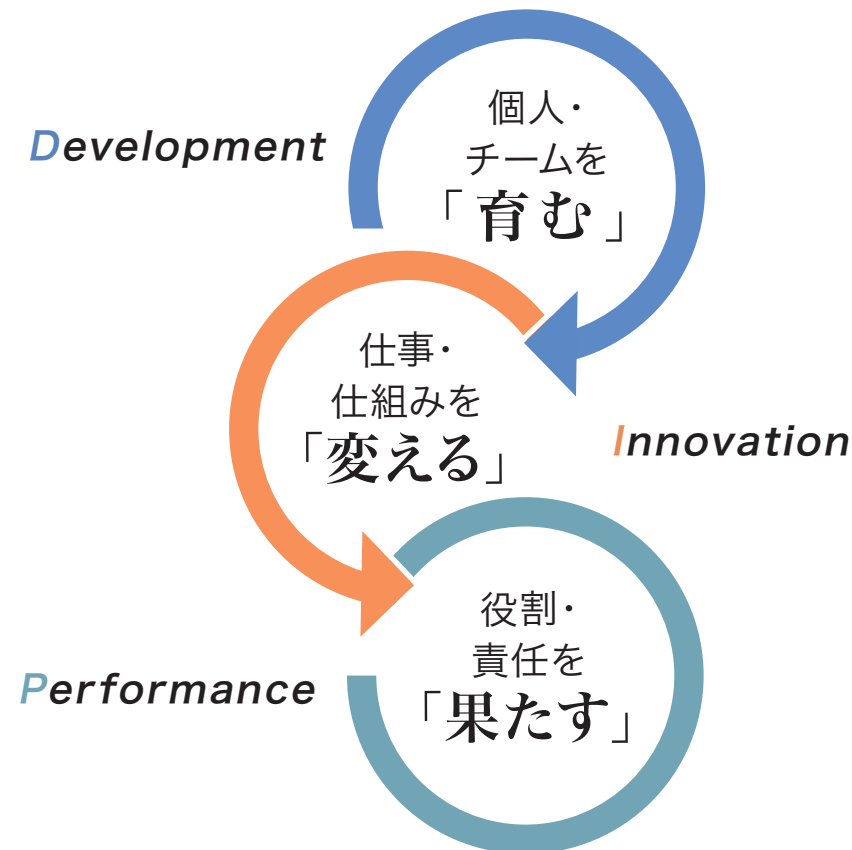 Development
個人・
チームを
「育む」
仕事・
仕組みを
「変える」
Innovation
役割・
責任を
「果たす」
Performance